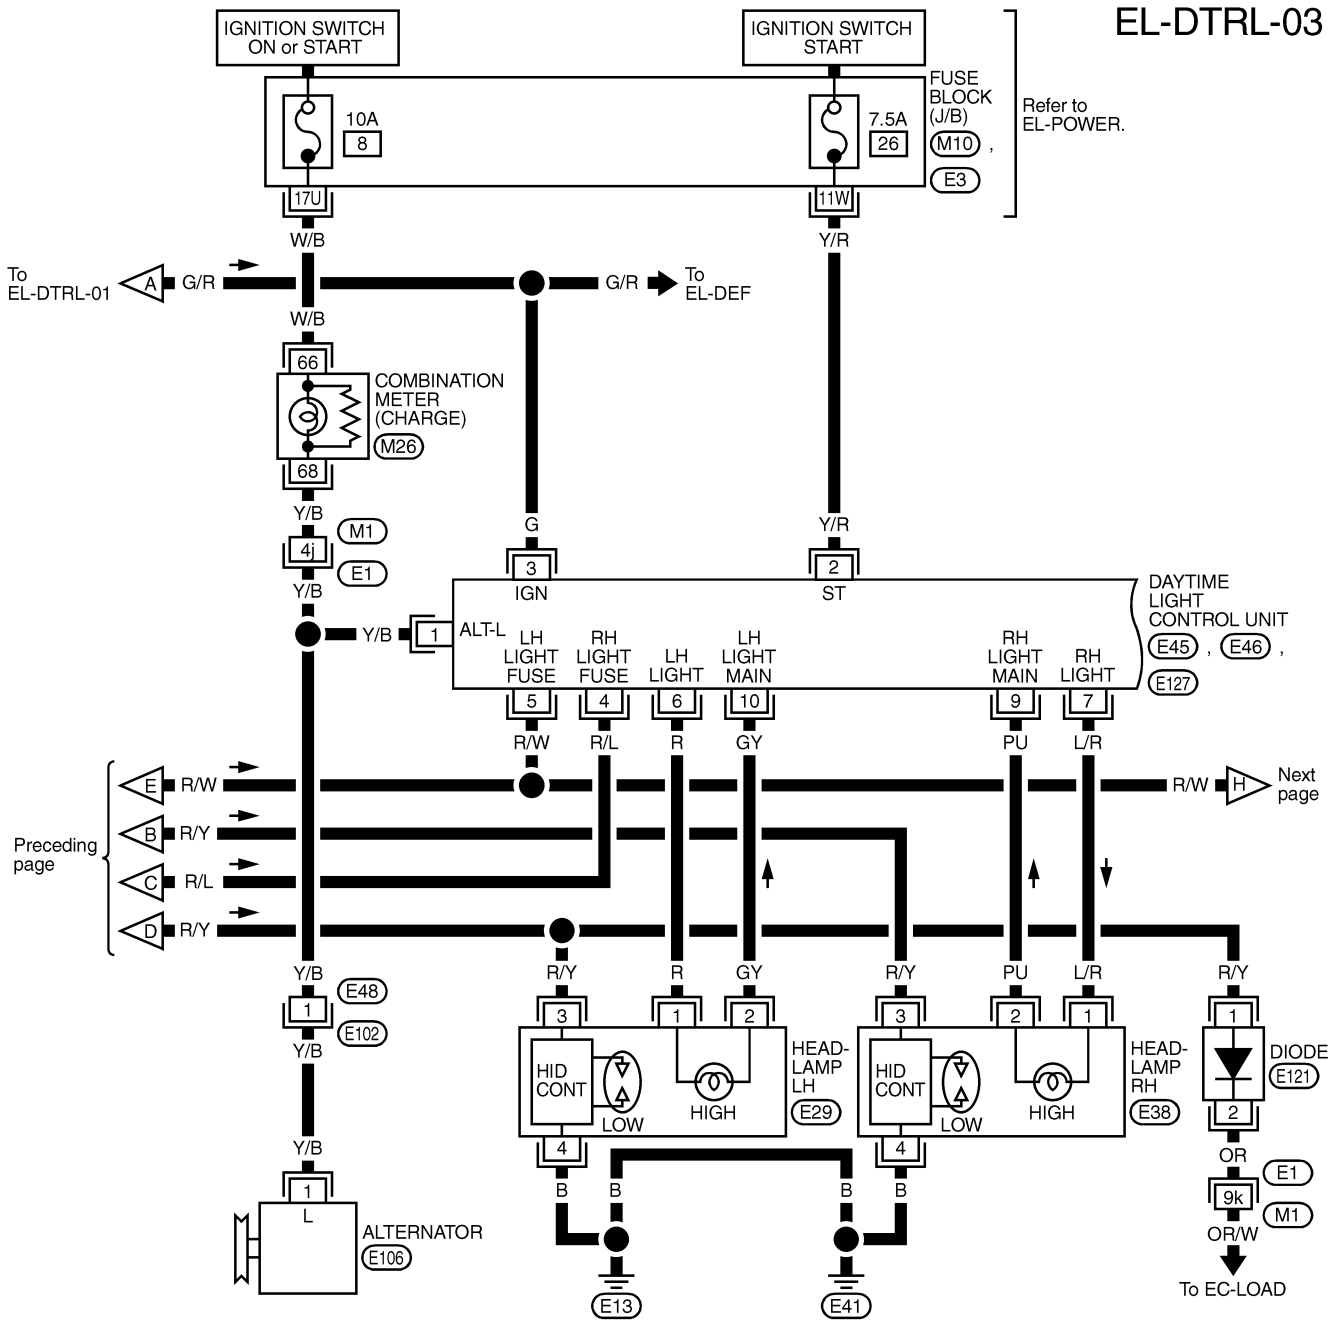 EL-DTRL-03
IGNITION SWITCH
ON or START
IGNITION SWITCH
START
FUSE
BLOCK
(J/B)
M10 ,
E3
Refer to
EL-POWER.
10A
8
7.5A
26
17U
11W
W/B
Y/R
To
EL-DTRL-01
A
G/R
G/R
To
EL-DEF
W/B
66
COMBINATION
METER
(CHARGE)
M26
68
Y/B
M1
4j
E1
Y/B
G
Y/R
3
2
IGN
ST
DAYTIME
LIGHT
CONTROL UNIT
E45 , E46 ,
E127
Y/B
1
ALT-L
LH
LIGHT
FUSE
RH
LIGHT
FUSE
LH
LIGHT
LH
LIGHT
MAIN
RH
LIGHT
MAIN
RH
LIGHT
5
4
6
10
9
7
R/W
R/L
R
GY
PU
L/R
Preceding
page
E
R/W
R/W
H
Next
page
B
R/Y
C
R/L
D
R/Y
Y/B
R/Y
R
GY
R/Y
PU
L/R
R/Y
E48
1
E102
Y/B
3
1
2
3
2
1
1
HID
CONT
LOW
HIGH
HEAD-
LAMP
LH
E29
HID
CONT
LOW
HIGH
HEAD-
LAMP
RH
E38
DIODE
E121
2
4
4
Y/B
B
B
B
B
OR
E1
9k
M1
OR/W
To EC-LOAD
1
L
ALTERNATOR
E106
E13
E41